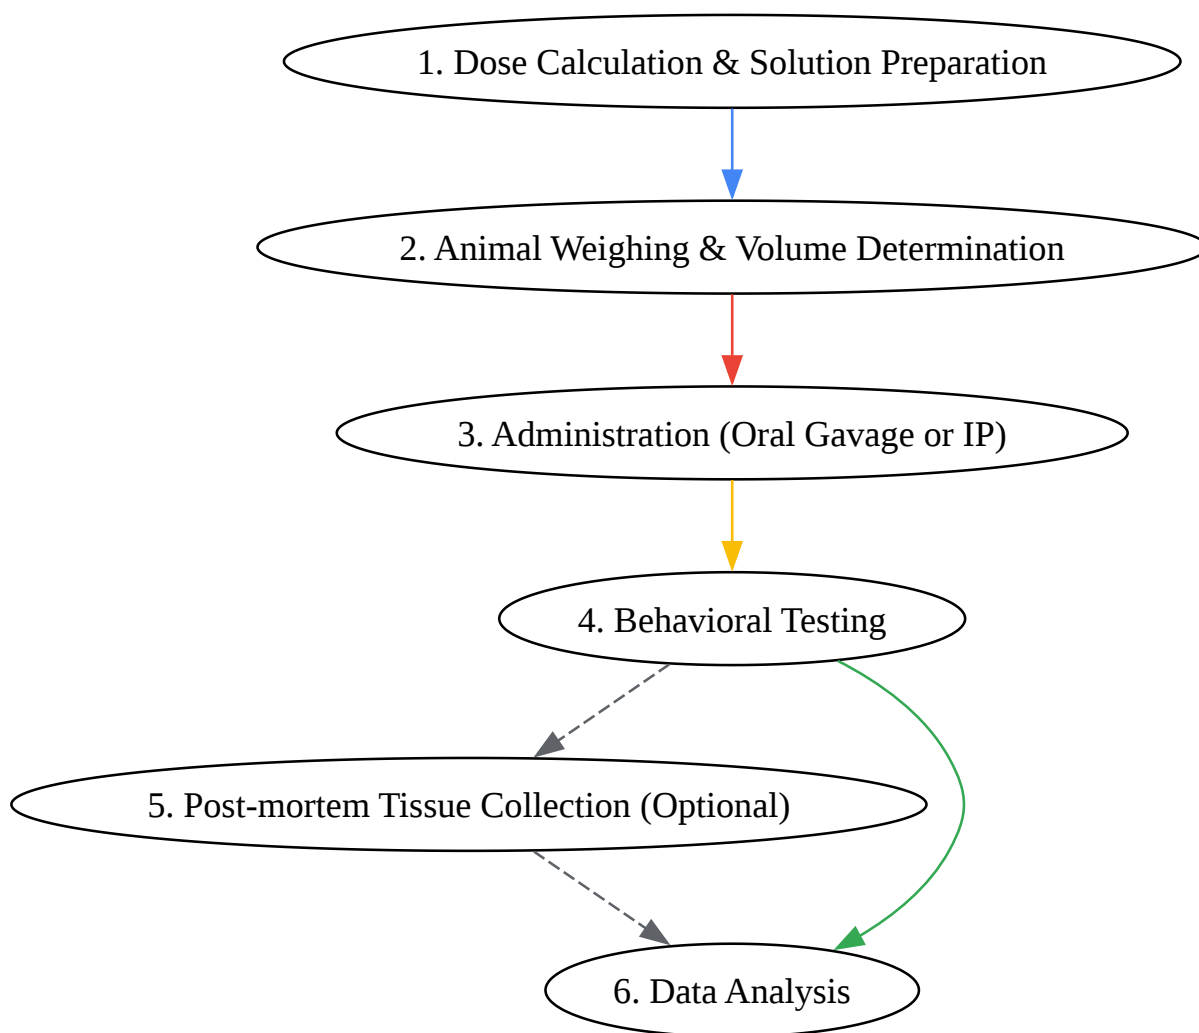 1. Dose Calculation & Solution Preparation
2. Animal Weighing & Volume Determination
3. Administration (Oral Gavage or IP)
4. Behavioral Testing
5. Post-mortem Tissue Collection (Optional)
6. Data Analysis